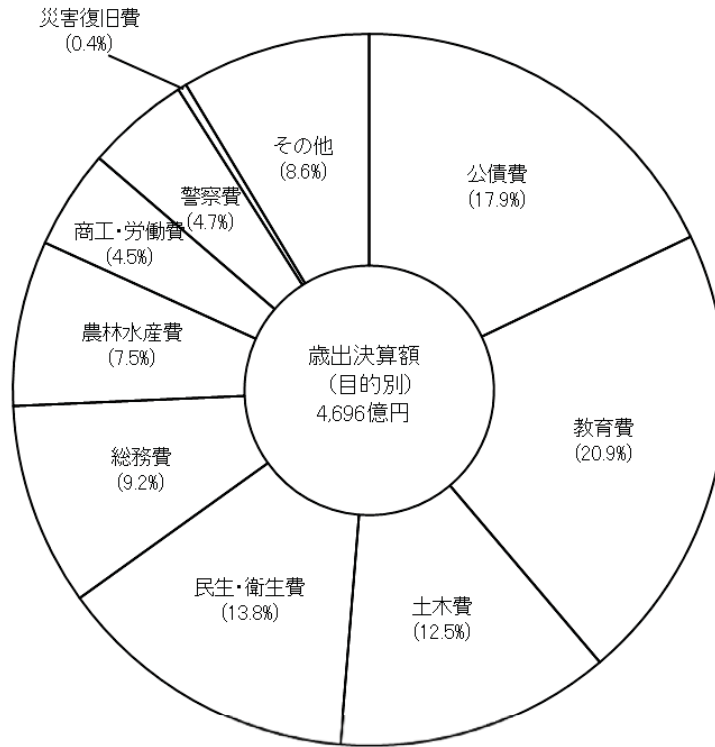 災害復旧費
(0.4%)
その他
(8.6%)
公債費
(17.9%)
警察費
(4.7%)
商工・労働費
(4.5%)
農林水産費
(7.5%)
歳出決算額
(目的別)
4,696億円
教育費
(20.9%)
総務費
(9.2%)
民生・衛生費
(13.8%)
土木費
(12.5%)